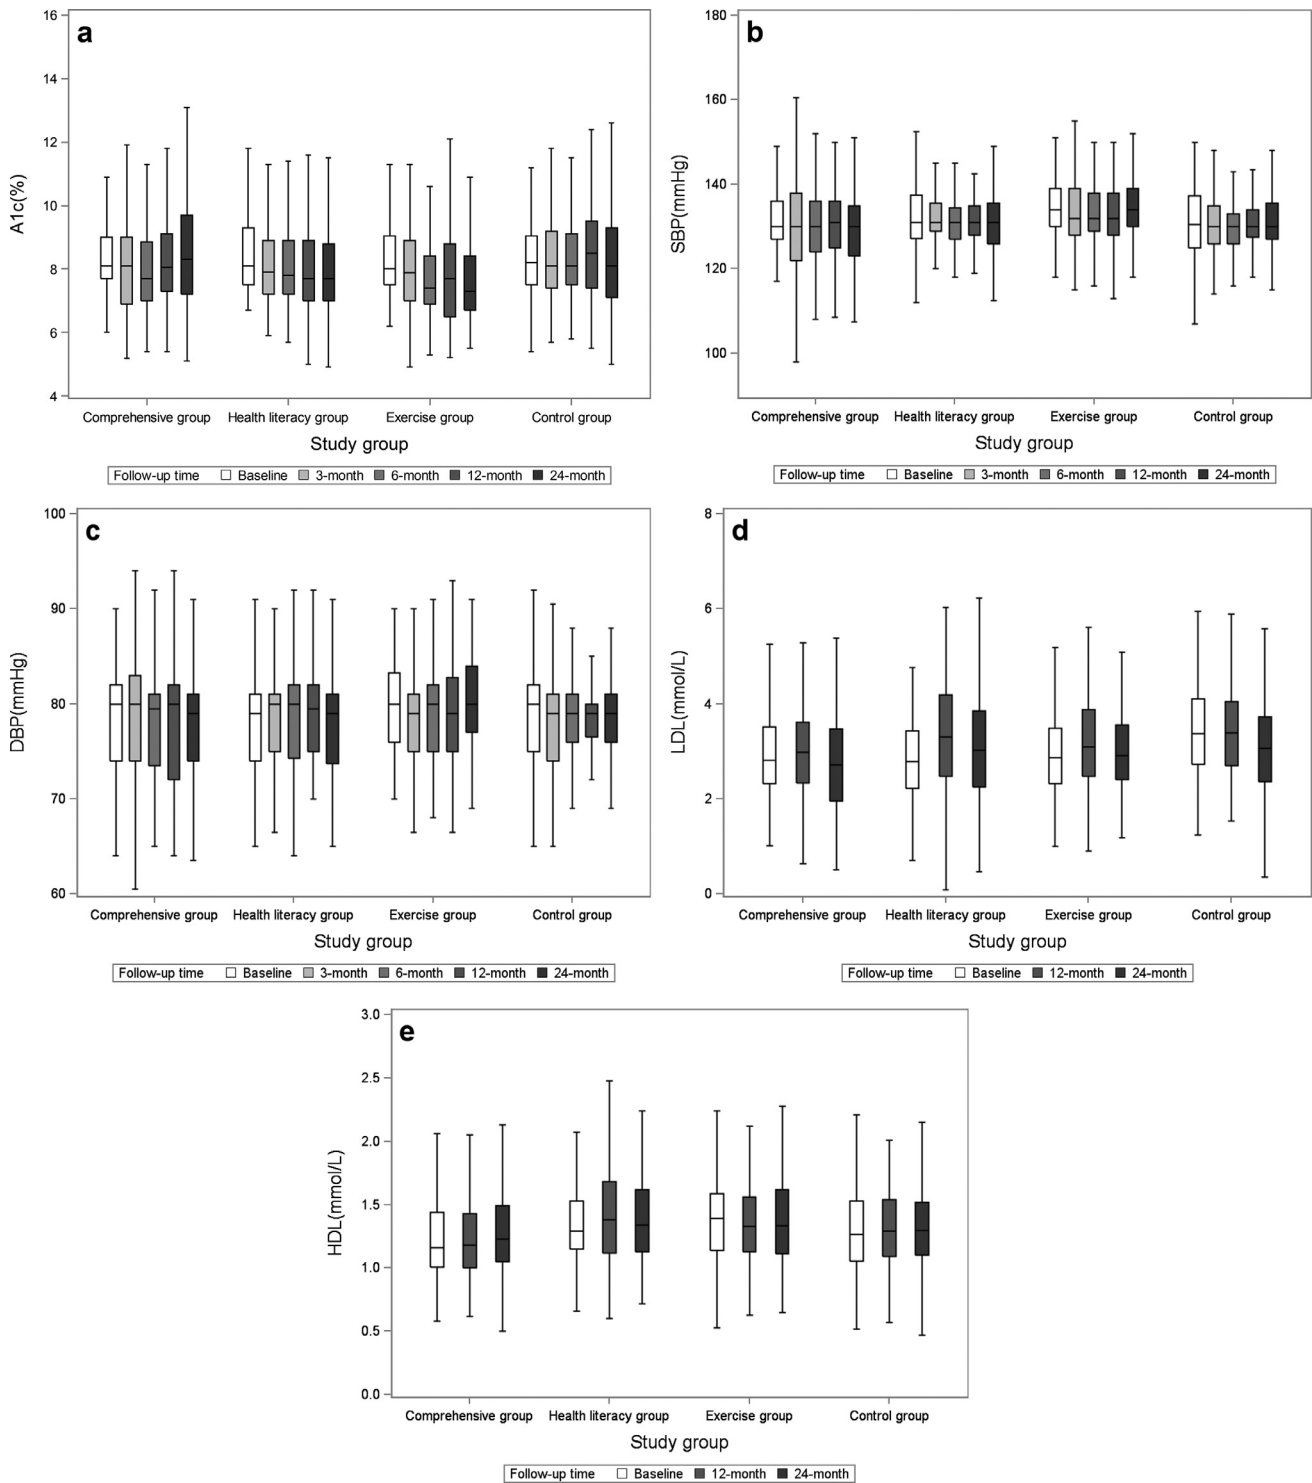 a
16
14
12
10
8
6
4
A1c(%)
Comprehensive group Health literacy group Exercise group Control group
Study group
Follow-up time Baseline 3-month 6-month 12-month 24-month
b
180
160
140
120
100
SBP(mmHg)
Comprehensive group Health literacy group Exercise group Control group
Study group
Follow-up time Baseline 3-month 6-month 12-month 24-month
c
100
90
80
70
60
DBP(mmHg)
Comprehensive group Health literacy group Exercise group Control group
Study group
Follow-up time Baseline 3-month 6-month 12-month 24-month
d
8
6
4
2
0
LDL(mmol/L)
Comprehensive group Health literacy group Exercise group Control group
Study group
Follow-up time Baseline 12-month 24-month
e
3.0
2.5
2.0
1.5
1.0
0.5
0.0
HDL(mmol/L)
Comprehensive group Health literacy group Exercise group Control group
Study group
Follow-up time Baseline 12-month 24-month